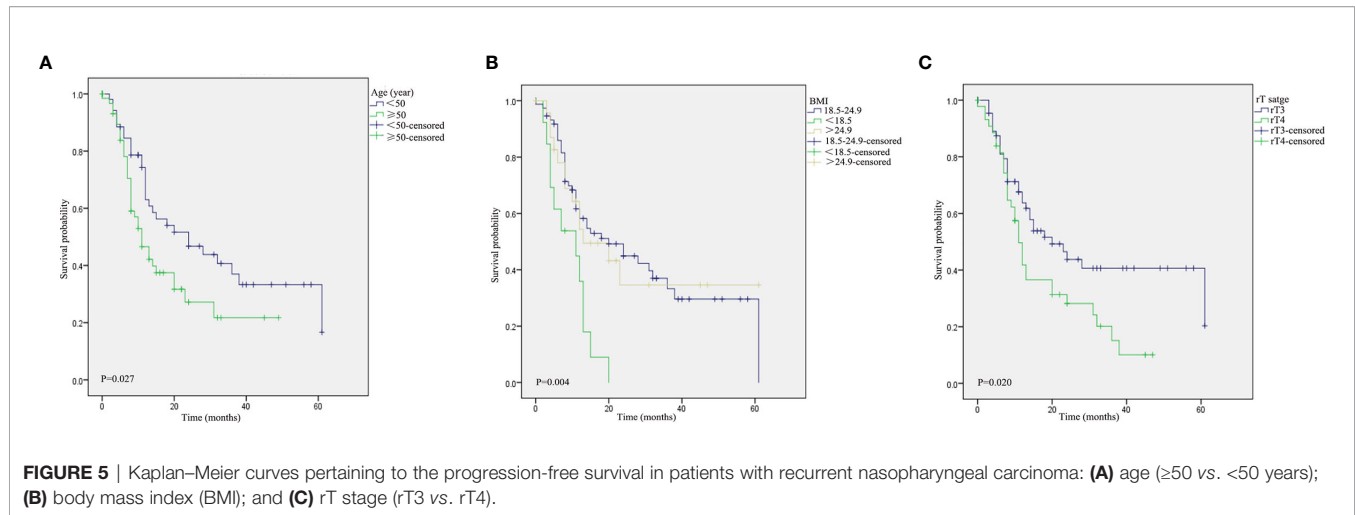 A
Age (year)
<50
≥50
<50-censored
≥50-censored
1.0
0.8
0.6
0.4
0.2
0.0
Survival probability
P=0.027
0
20
40
60
Time (months)
B
BMI
18.5-24.9
<18.5
>24.9
18.5-24.9-censored
<18.5-censored
>24.9-censored
1.0
0.8
0.6
0.4
0.2
0.0
Survival probability
P=0.004
0
20
40
60
Time (months)
C
rT satge
rT3
rT4
rT3-censored
rT4-censored
1.0
0.8
0.6
0.4
0.2
0.0
Survival probability
P=0.020
0
20
40
60
Time (months)
FIGURE 5 | Kaplan–Meier curves pertaining to the progression-free survival in patients with recurrent nasopharyngeal carcinoma: (A) age (≥50 vs. <50 years);
(B) body mass index (BMI); and (C) rT stage (rT3 vs. rT4).